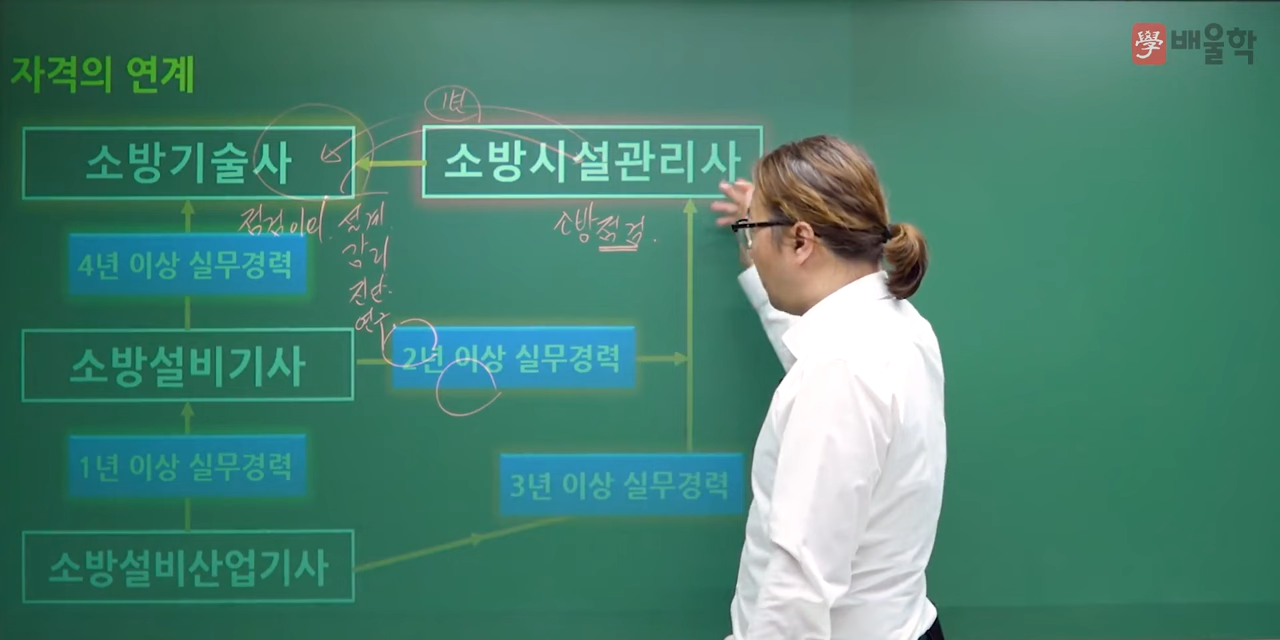 學 배울학
자격의 연계
1번
소방기술사
소방시설관리사
점검이외. 설계.
감리
진단.
연구.
소방점검.
4년 이상 실무경력
소방설비기사
2년 이상 실무경력
1년 이상 실무경력
3년 이상 실무경력
소방설비산업기사